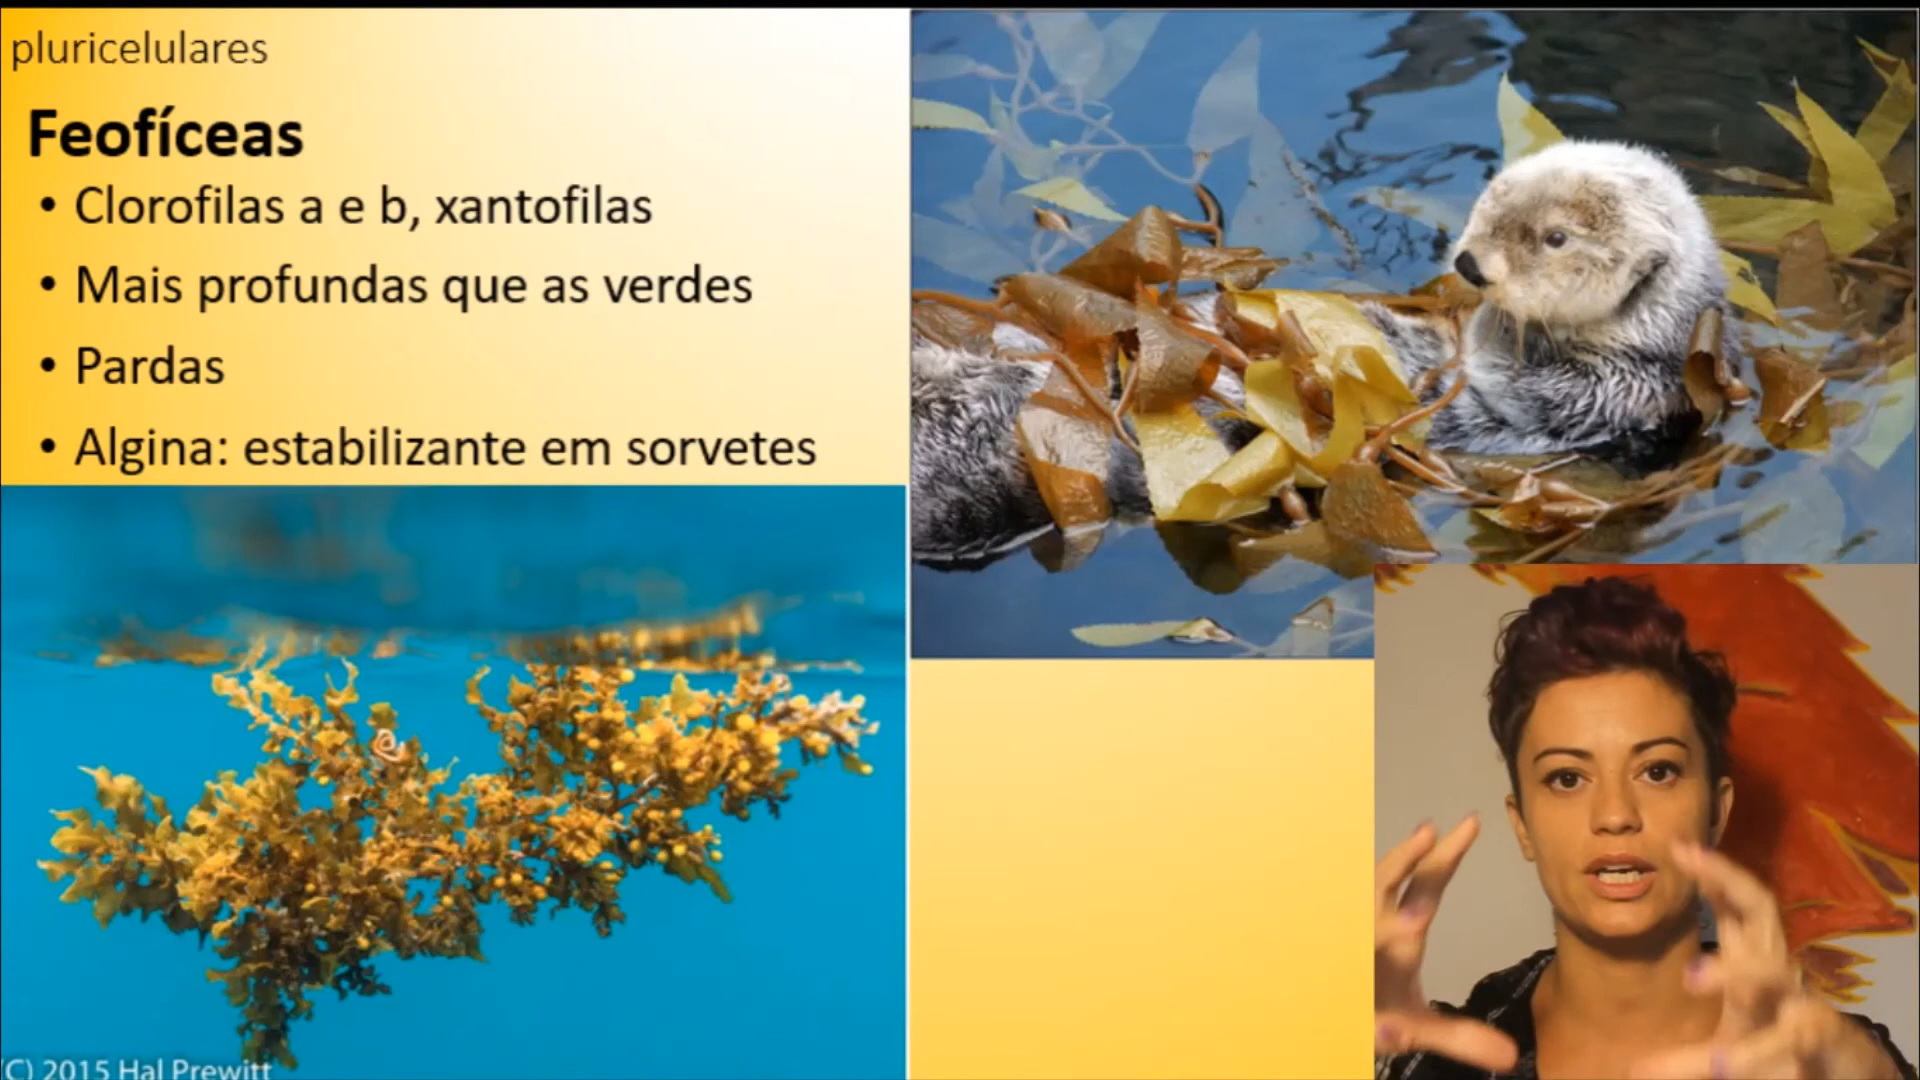 pluricelulares
Feofíceas
• Clorofilas a e b, xantofilas
• Mais profundas que as verdes
• Pardas
• Algina: estabilizante em sorvetes
(C) 2015 Hal Prewitt